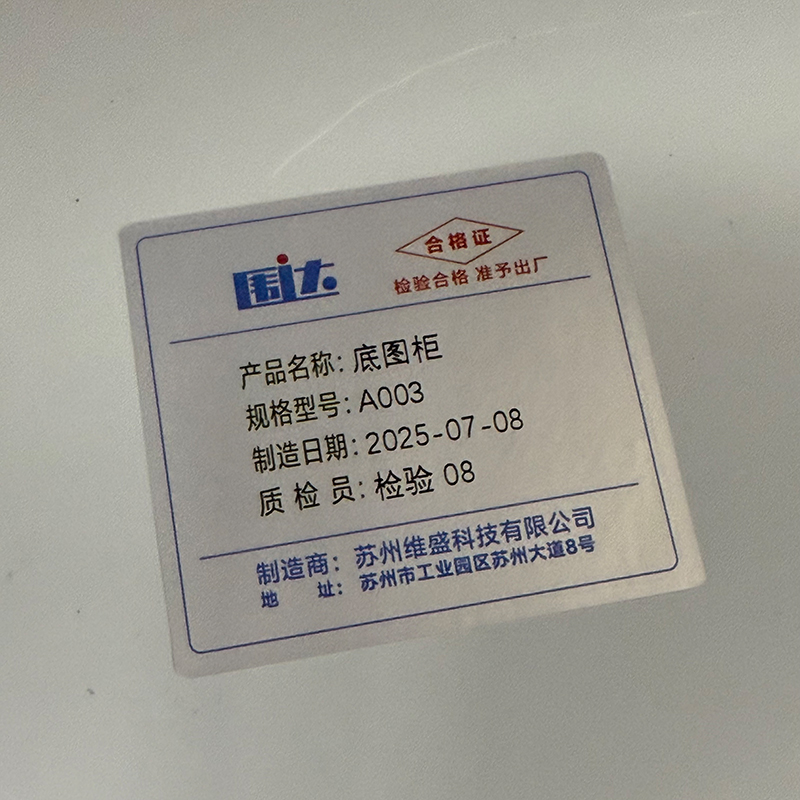 围达
合格证
检验合格 准予出厂
产品名称: 底图柜
规格型号: A003
制造日期: 2025-07-08
质 检 员: 检验 08
制造商: 苏州维盛科技有限公司
地 址: 苏州市工业园区苏州大道8号